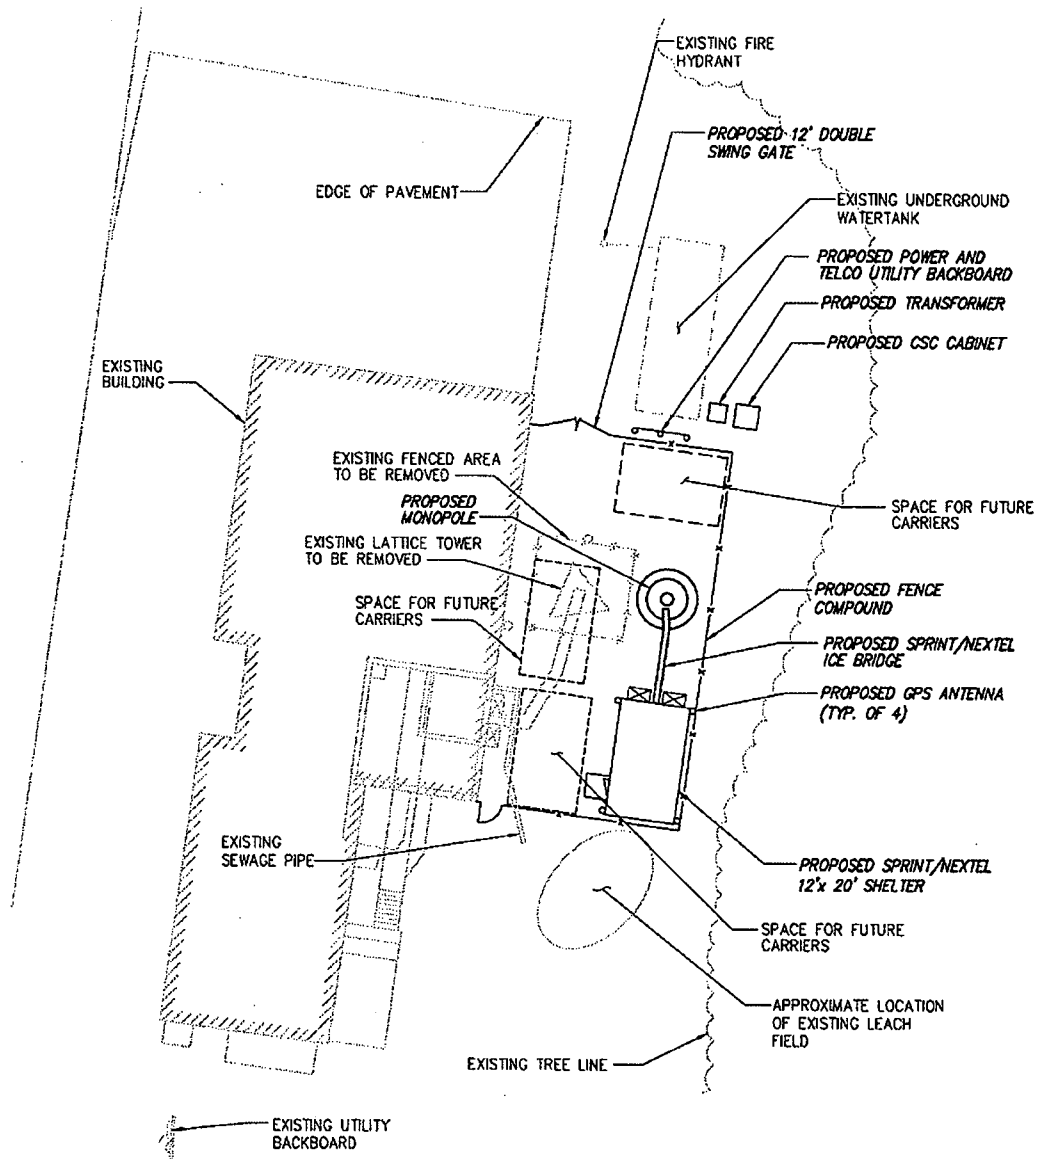 EXISTING FIRE
HYDRANT
PROPOSED 12' DOUBLE
SWING GATE
EDGE OF PAVEMENT
EXISTING UNDERGROUND
WATERTANK
PROPOSED POWER AND
TELCO UTILITY BACKBOARD
PROPOSED TRANSFORMER
PROPOSED CSC CABINET
EXISTING
BUILDING
EXISTING FENCED AREA
TO BE REMOVED
PROPOSED
MONOPOLE
EXISTING LATTICE TOWER
TO BE REMOVED
SPACE FOR FUTURE
CARRIERS
SPACE FOR FUTURE
CARRIERS
PROPOSED FENCE
COMPOUND
PROPOSED SPRINT/NEXTEL
ICE BRIDGE
PROPOSED GPS ANTENNA
(TYP. OF 4)
EXISTING
SEWAGE PIPE
PROPOSED SPRINT/NEXTEL
12'x 20' SHELTER
SPACE FOR FUTURE
CARRIERS
APPROXIMATE LOCATION
OF EXISTING LEACH
FIELD
EXISTING TREE LINE
EXISTING UTILITY
BACKBOARD